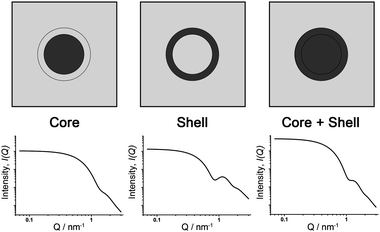 Core Shell Core + Shell
Intensity, I(Q) Intensity, I(Q) Intensity, I(Q)
0.1 1 0.1 1 0.1 1
Q / nm⁻¹ Q / nm⁻¹ Q / nm⁻¹